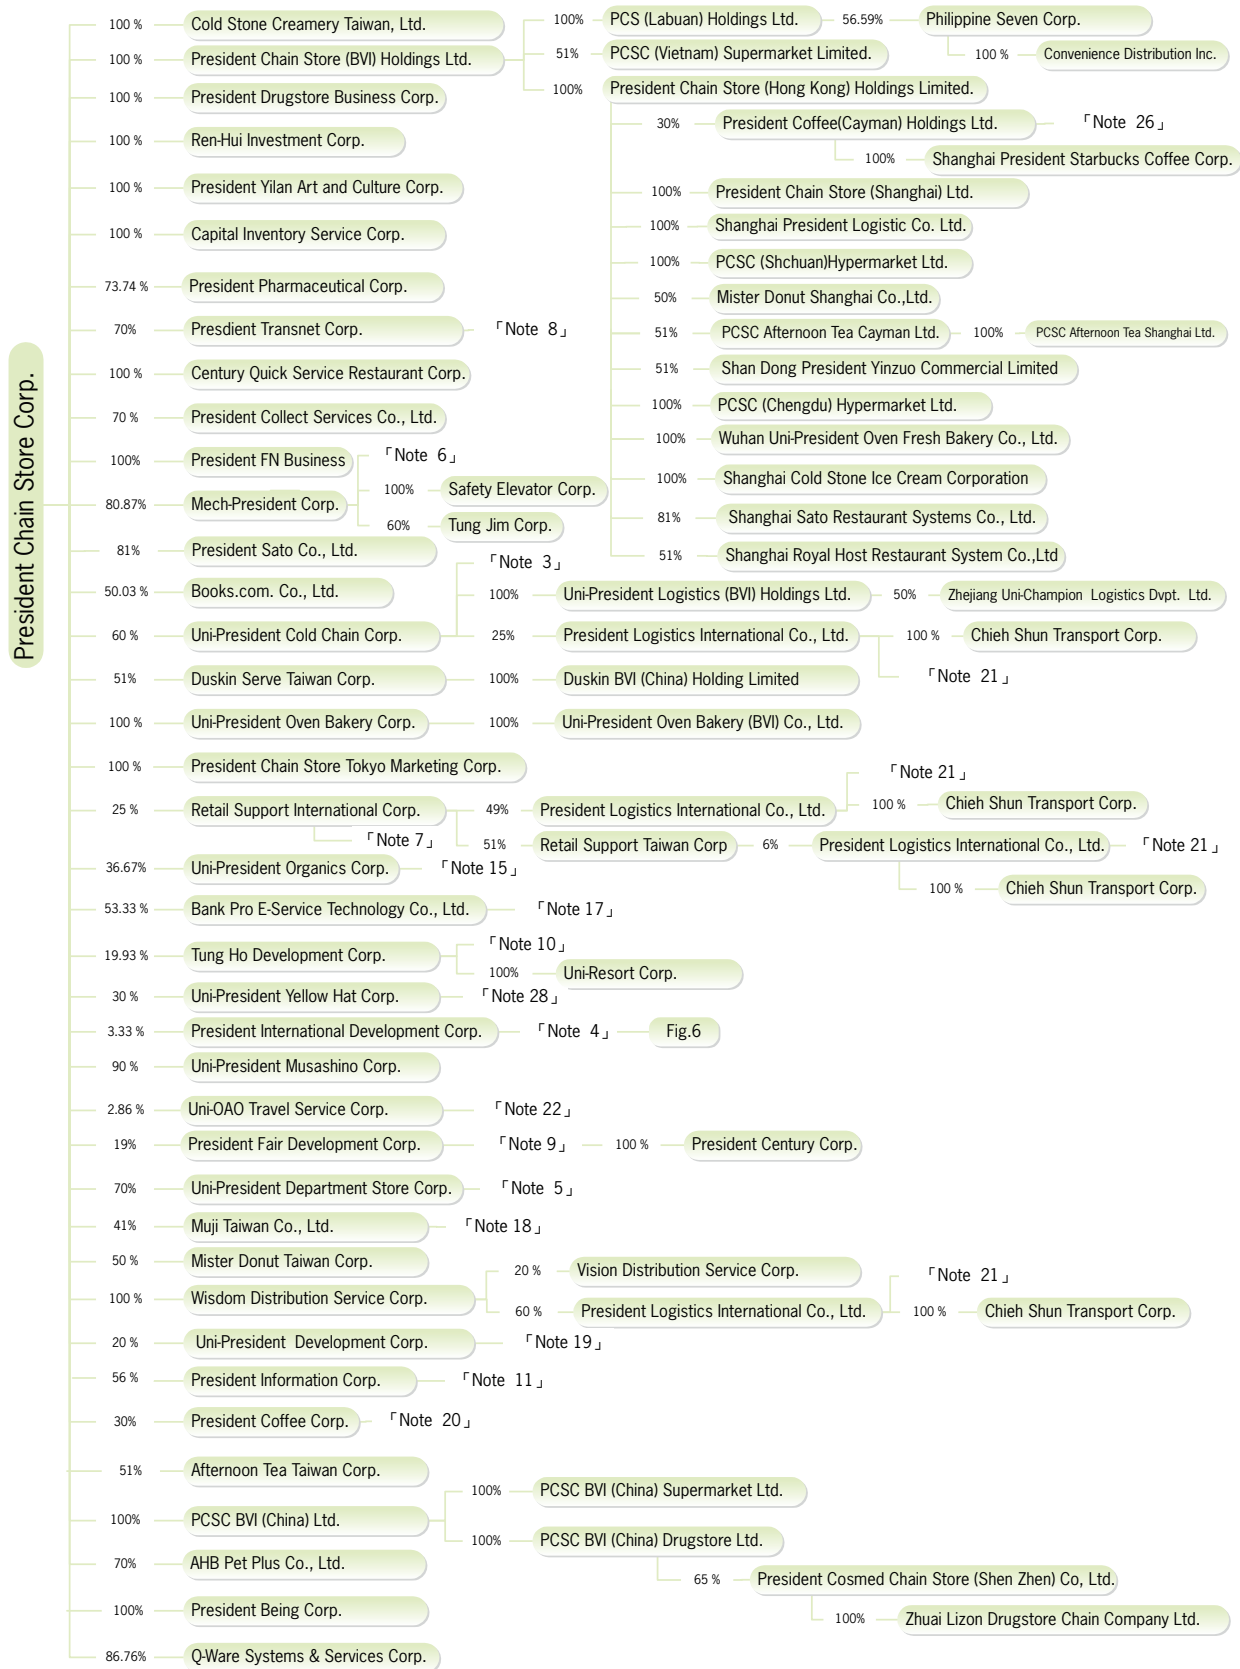 President Chain Store Corp.
100 % Cold Stone Creamery Taiwan, Ltd.
100% PCS (Labuan) Holdings Ltd. 56.59% Philippine Seven Corp.
100 % President Chain Store (BVI) Holdings Ltd. 51% PCSC (Vietnam) Supermarket Limited. 100 % Convenience Distribution Inc.
100 % President Drugstore Business Corp. 100% President Chain Store (Hong Kong) Holdings Limited.
30% President Coffee(Cayman) Holdings Ltd. 「Note 26」
100 % Ren-Hui Investment Corp.
100% Shanghai President Starbucks Coffee Corp.
100 % President Yilan Art and Culture Corp. 100% President Chain Store (Shanghai) Ltd.
100 % Capital Inventory Service Corp. 100% Shanghai President Logistic Co. Ltd.
100% PCSC (Shchuan)Hypermarket Ltd.
73.74 % President Pharmaceutical Corp. 50% Mister Donut Shanghai Co.,Ltd.
70% Presdient Transnet Corp. 「Note 8」 51% PCSC Afternoon Tea Cayman Ltd. 100% PCSC Afternoon Tea Shanghai Ltd.
100 % Century Quick Service Restaurant Corp. 51% Shan Dong President Yinzuo Commercial Limited
70 % President Collect Services Co., Ltd. 100% PCSC (Chengdu) Hypermarket Ltd.
100% Wuhan Uni-President Oven Fresh Bakery Co., Ltd.
100% President FN Business 「Note 6」
100% Safety Elevator Corp. 100% Shanghai Cold Stone Ice Cream Corporation
80.87% Mech-President Corp.
60% Tung Jim Corp. 81% Shanghai Sato Restaurant Systems Co., Ltd.
81% President Sato Co., Ltd. 51% Shanghai Royal Host Restaurant System Co.,Ltd
「Note 3」
50.03 % Books.com. Co., Ltd. 100% Uni-President Logistics (BVI) Holdings Ltd. 50% Zhejiang Uni-Champion Logistics Dvpt. Ltd.
60 % Uni-President Cold Chain Corp. 25% President Logistics International Co., Ltd. 100 % Chieh Shun Transport Corp.
「Note 21」
51% Duskin Serve Taiwan Corp. 100% Duskin BVI (China) Holding Limited
100 % Uni-President Oven Bakery Corp. 100% Uni-President Oven Bakery (BVI) Co., Ltd.
100 % President Chain Store Tokyo Marketing Corp.
「Note 21」
25 % Retail Support International Corp. 49% President Logistics International Co., Ltd. 100 % Chieh Shun Transport Corp.
「Note 7」 51% Retail Support Taiwan Corp 6% President Logistics International Co., Ltd. 「Note 21」
36.67% Uni-President Organics Corp. 「Note 15」
100 % Chieh Shun Transport Corp.
53.33 % Bank Pro E-Service Technology Co., Ltd. 「Note 17」
「Note 10」
19.93 % Tung Ho Development Corp.
100% Uni-Resort Corp.
30 % Uni-President Yellow Hat Corp. 「Note 28」
3.33 % President International Development Corp. 「Note 4」 Fig.6
90 % Uni-President Musashino Corp.
2.86 % Uni-OAO Travel Service Corp. 「Note 22」
19% President Fair Development Corp. 「Note 9」 100 % President Century Corp.
70% Uni-President Department Store Corp. 「Note 5」
41% Muji Taiwan Co., Ltd. 「Note 18」
50 % Mister Donut Taiwan Corp.
20 % Vision Distribution Service Corp. 「Note 21」
100 % Wisdom Distribution Service Corp.
60 % President Logistics International Co., Ltd. 100 % Chieh Shun Transport Corp.
20 % Uni-President Development Corp. 「Note 19」
56 % President Information Corp. 「Note 11」
30% President Coffee Corp. 「Note 20」
51% Afternoon Tea Taiwan Corp.
100% PCSC BVI (China) Supermarket Ltd.
100% PCSC BVI (China) Ltd.
100% PCSC BVI (China) Drugstore Ltd.
70% AHB Pet Plus Co., Ltd.
65 % President Cosmed Chain Store (Shen Zhen) Co, Ltd.
100% President Being Corp.
100% Zhuai Lizon Drugstore Chain Company Ltd.
86.76% Q-Ware Systems & Services Corp.